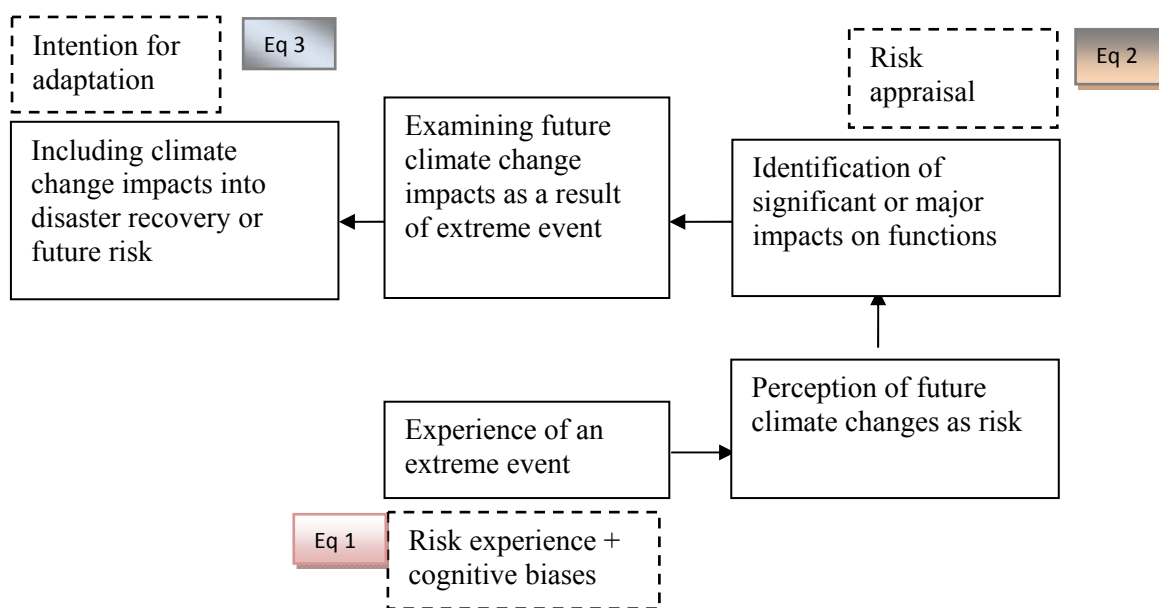 Intention for
adaptation
Eq 3
Risk
appraisal
Eq 2
Including climate
change impacts into
disaster recovery or
future risk
Examining future
climate change
impacts as a result
of extreme event
Identification of
significant or major
impacts on functions
Experience of an
extreme event
Perception of future
climate changes as risk
Eq 1
Risk experience +
cognitive biases